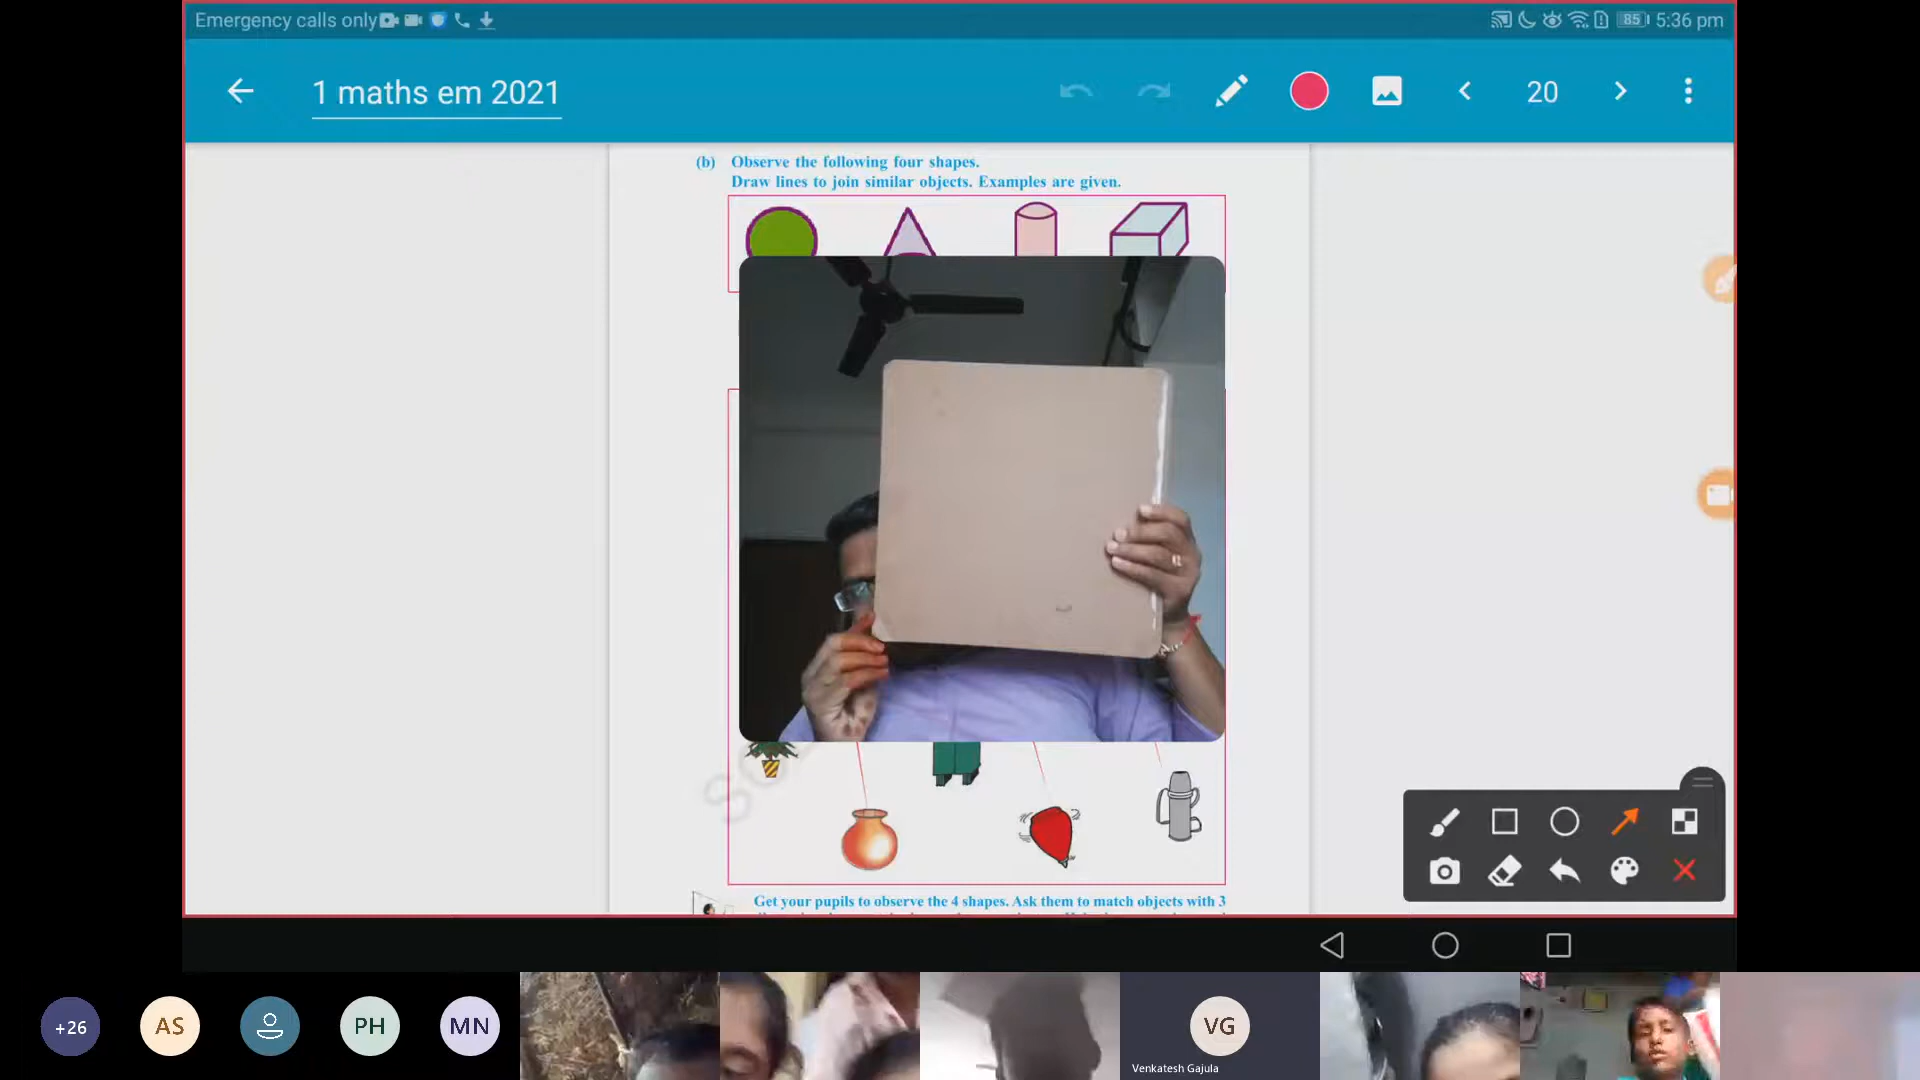 Emergency calls only
85 5:36 pm
1 maths em 2021
20
(b) Observe the following four shapes.
Draw lines to join similar objects. Examples are given.
Get your pupils to observe the 4 shapes. Ask them to match objects with 3
+26
AS
PH
MN
VG
Venkatesh Gajula